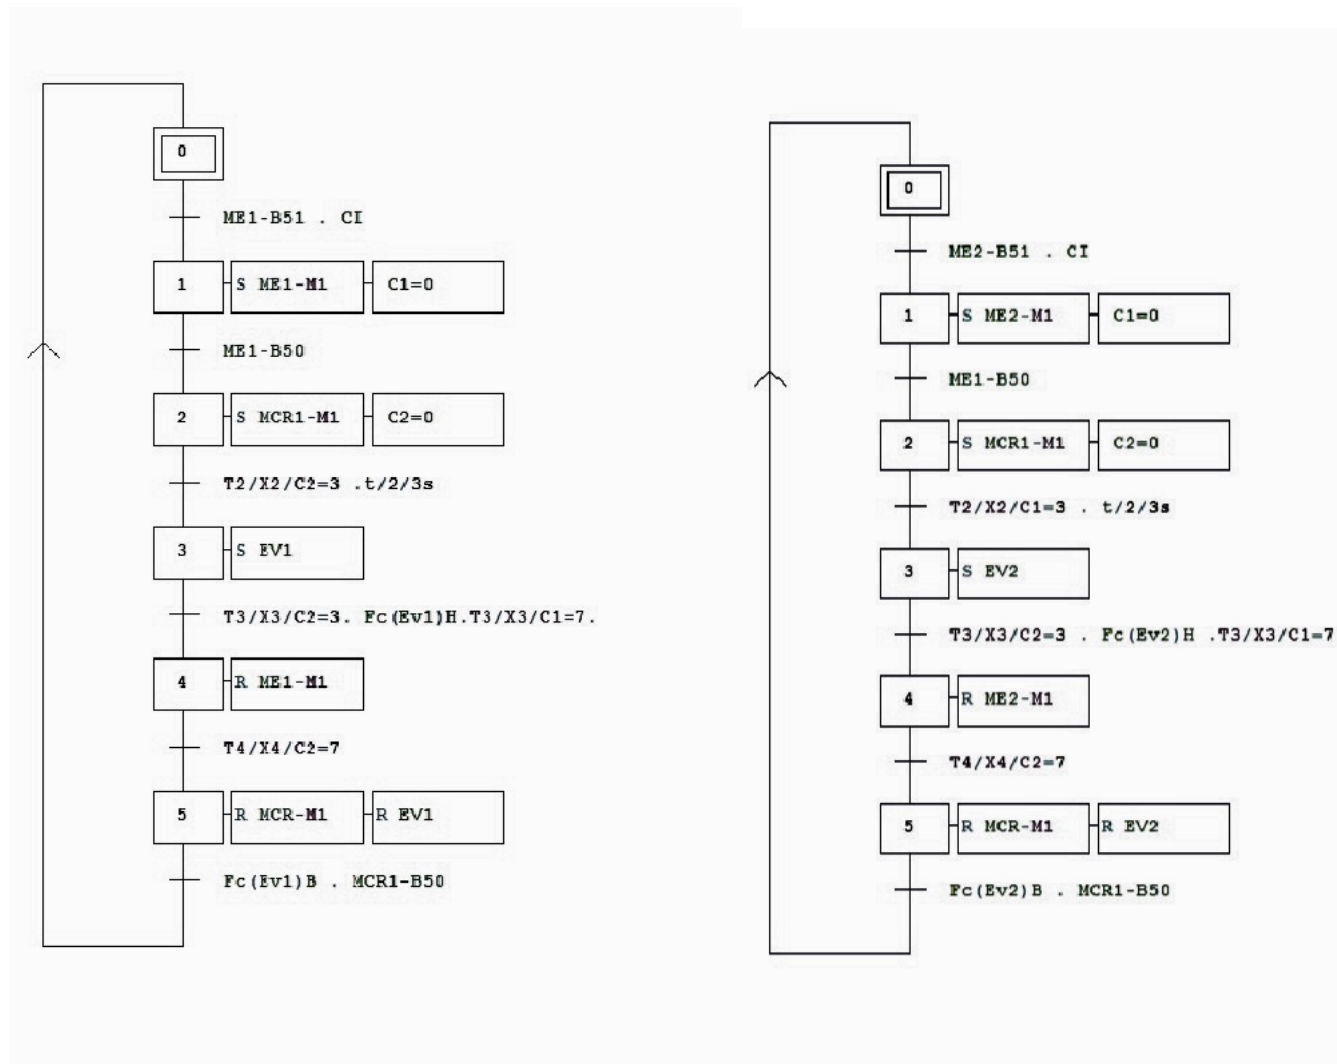 0
ME1-B51 . CI
1 S ME1-M1 C1=0
ME1-B50
2 S MCR1-M1 C2=0
T2/X2/C2=3 .t/2/3s
3 S EV1
T3/X3/C2=3. Fc(Ev1)H.T3/X3/C1=7.
4 R ME1-M1
T4/X4/C2=7
5 R MCR-M1 R EV1
Fc(Ev1)B . MCR1-B50
0
ME2-B51 . CI
1 S ME2-M1 C1=0
ME1-B50
2 S MCR1-M1 C2=0
T2/X2/C1=3 . t/2/3s
3 S EV2
T3/X3/C2=3 . Fc(Ev2)H .T3/X3/C1=7
4 R ME2-M1
T4/X4/C2=7
5 R MCR-M1 R EV2
Fc(Ev2)B . MCR1-B50